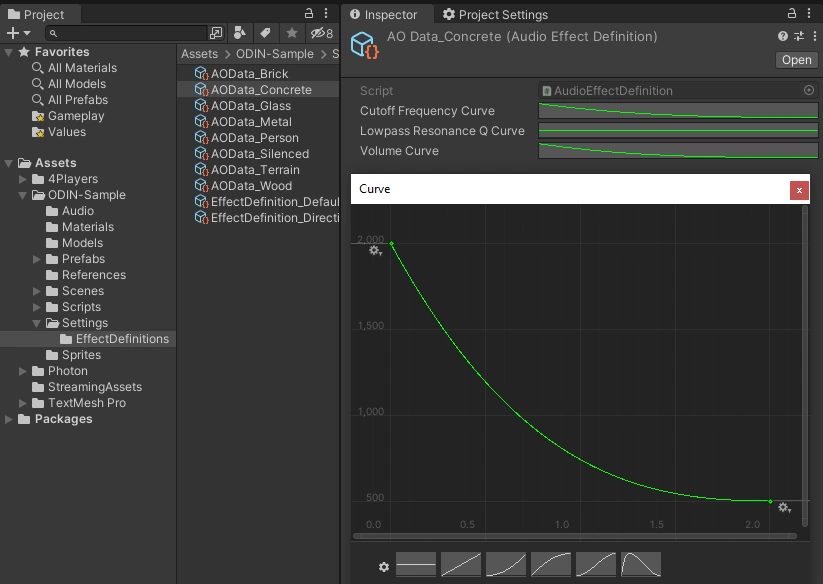 Project
8
Favorites
All Materials
All Models
All Prefabs
Gameplay
Values
Assets
4Players
ODIN-Sample
Audio
Materials
Models
Prefabs
References
Scenes
Scripts
Settings
EffectDefinitions
Sprites
Photon
StreamingAssets
TextMesh Pro
Packages
Assets > ODIN-Sample > S
AOData_Brick
AOData_Concrete
AOData_Glass
AOData_Metal
AOData_Person
AOData_Silenced
AOData_Terrain
AOData_Wood
EffectDefinition_Defaul
EffectDefinition_Directi
Inspector
Project Settings
AO Data_Concrete (Audio Effect Definition)
Open
Script
AudioEffectDefinition
Cutoff Frequency Curve
Lowpass Resonance Q Curve
Volume Curve
Curve
x
2,000
1,500
1,000
500
0.0 0.5 1.0 1.5 2.0